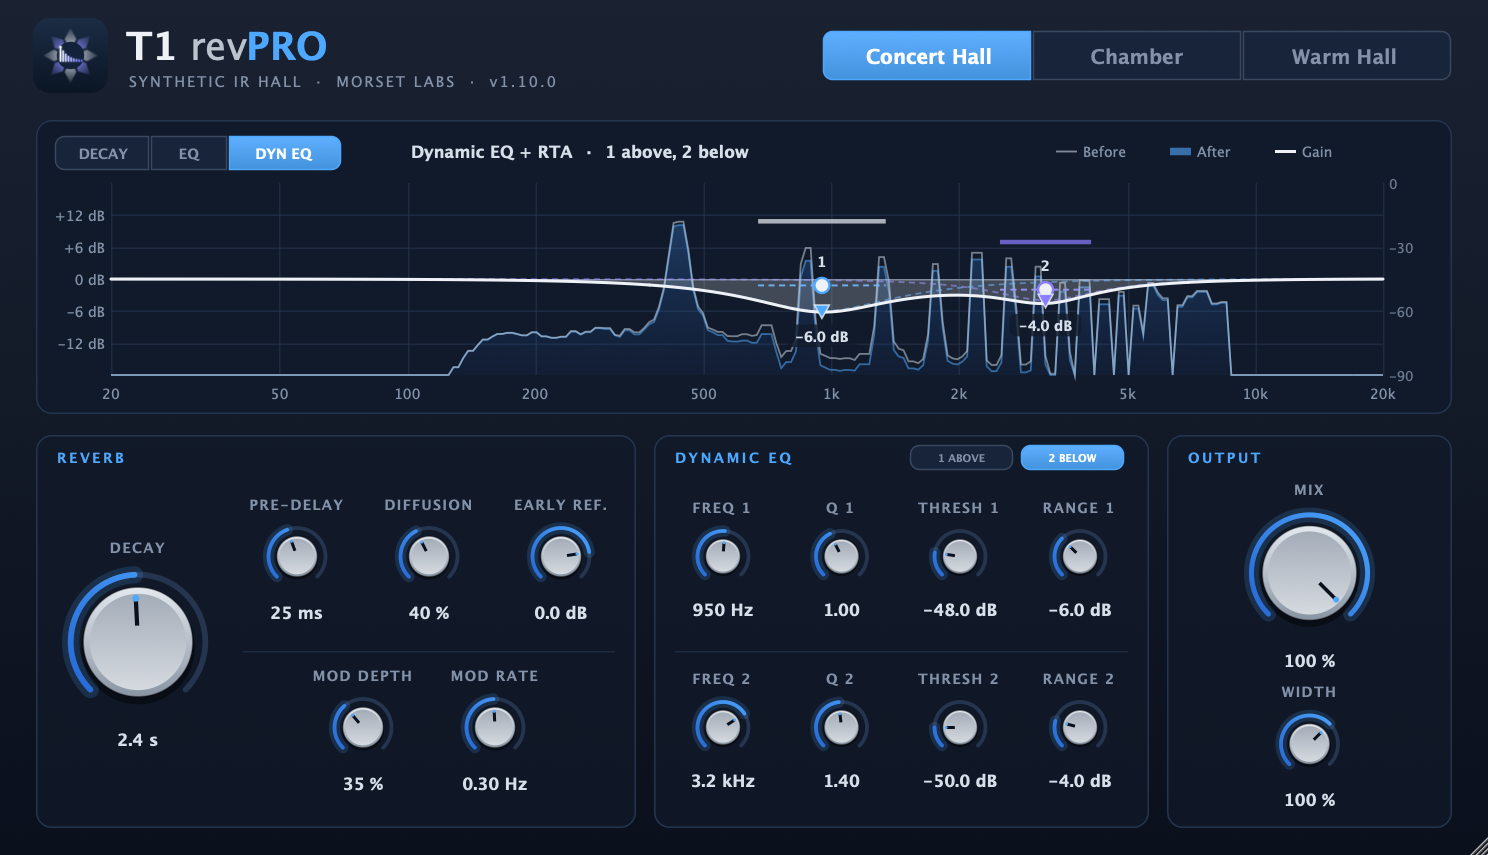 T1 revPRO
SYNTHETIC IR HALL · MORSET LABS · v1.10.0
Concert Hall Chamber Warm Hall
DECAY EQ DYN EQ
Dynamic EQ + RTA · 1 above, 2 below
Before After Gain
+12 dB
+6 dB
0 dB
−6 dB
−12 dB
0
−30
−60
−90
1
−6.0 dB
2
−4.0 dB
20 50 100 200 500 1k 2k 5k 10k 20k
REVERB
DECAY
2.4 s
PRE-DELAY DIFFUSION EARLY REF.
25 ms 40 % 0.0 dB
MOD DEPTH MOD RATE
35 % 0.30 Hz
DYNAMIC EQ
1 ABOVE 2 BELOW
FREQ 1 Q 1 THRESH 1 RANGE 1
950 Hz 1.00 −48.0 dB −6.0 dB
FREQ 2 Q 2 THRESH 2 RANGE 2
3.2 kHz 1.40 −50.0 dB −4.0 dB
OUTPUT
MIX
100 %
WIDTH
100 %